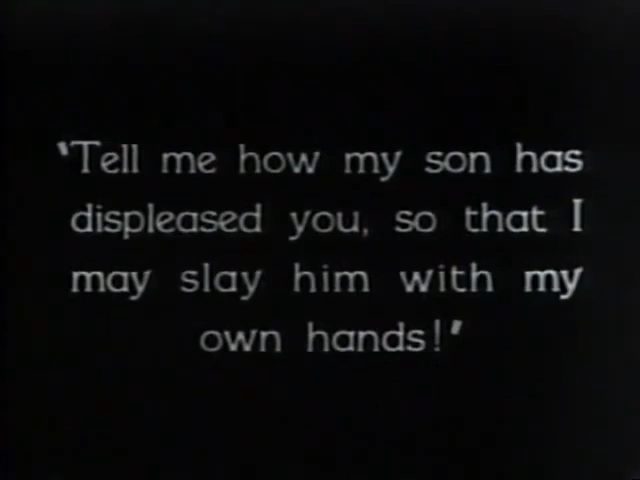 'Tell me how my son has
displeased you, so that I
may slay him with my
own hands!'